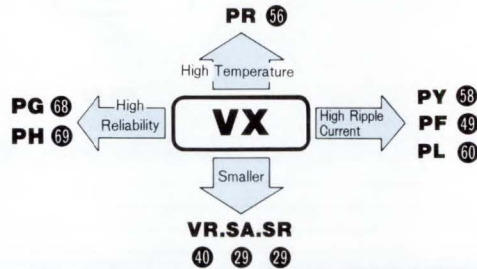 PR 56
High Temperature
PG 68
PH 69
High
Reliability
VX
High Ripple
Current
PY 58
PF 49
PL 60
Smaller
VR.SA.SR
40 29 29